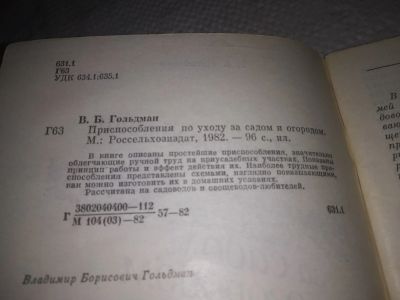 631.1
Г63
УДК 634.1:635.1
В. Б. Гольдман
Г63 Приспособления по уходу за садом и огородом.
М.: Россельхозиздат, 1982. — 96 с., ил.
В книге описаны простейшие приспособления, значительно
облегчающие ручной труд на приусадебных участках. Показаны
принцип работы и эффект действия их. Наиболее трудные при-
способления представлены схемами, наглядно показывающими,
как можно изготовить их в домашних условиях.
Рассчитана на садоводов и овощеводов-любителей.
Г 3802040400—112
М 104(03)—82 57—82 631.1
Владимир Борисович Гольдман